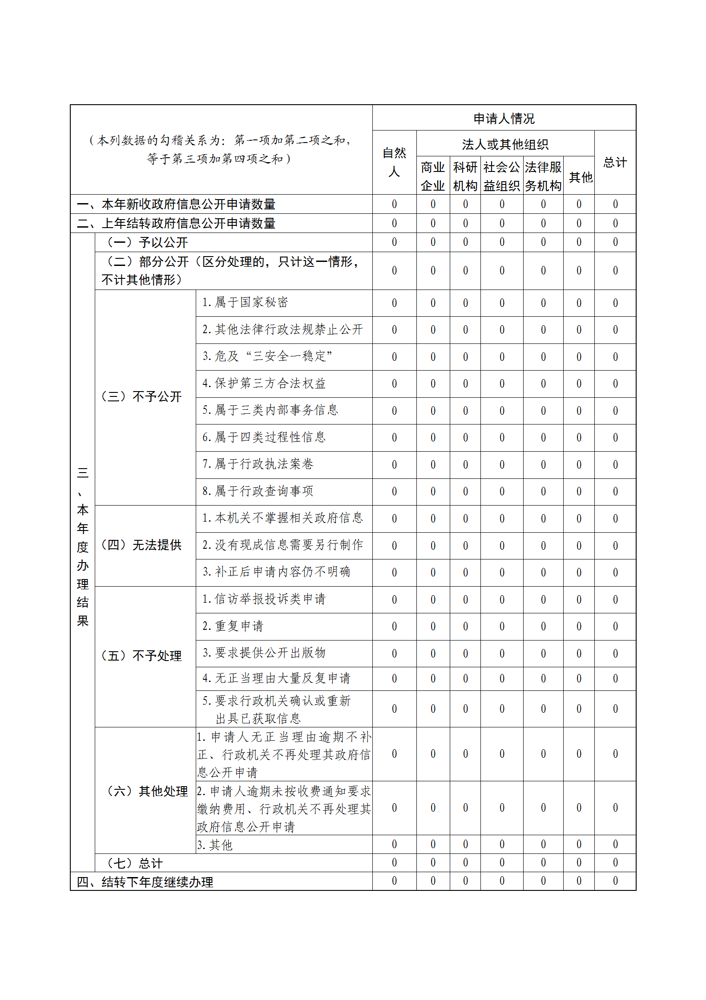 （本列数据的勾稽关系为：第一项加第二项之和，
等于第三项加第四项之和）
申请人情况
自然
人
法人或其他组织
总计
商业
企业
科研
机构
社会公
益组织
法律服
务机构
其他
一、本年新收政府信息公开申请数量 0 0 0 0 0 0 0
二、上年结转政府信息公开申请数量 0 0 0 0 0 0 0
三、本年度办理结果
（一）予以公开 0 0 0 0 0 0 0
（二）部分公开（区分处理的，只计这一情形，
不计其他情形） 0 0 0 0 0 0 0
（三）不予公开
1.属于国家秘密 0 0 0 0 0 0 0
2.其他法律行政法规禁止公开 0 0 0 0 0 0 0
3.危及“三安全一稳定” 0 0 0 0 0 0 0
4.保护第三方合法权益 0 0 0 0 0 0 0
5.属于三类内部事务信息 0 0 0 0 0 0 0
6.属于四类过程性信息 0 0 0 0 0 0 0
7.属于行政执法案卷 0 0 0 0 0 0 0
8.属于行政查询事项 0 0 0 0 0 0 0
（四）无法提供
1.本机关不掌握相关政府信息 0 0 0 0 0 0 0
2.没有现成信息需要另行制作 0 0 0 0 0 0 0
3.补正后申请内容仍不明确 0 0 0 0 0 0 0
（五）不予处理
1.信访举报投诉类申请 0 0 0 0 0 0 0
2.重复申请 0 0 0 0 0 0 0
3.要求提供公开出版物 0 0 0 0 0 0 0
4.无正当理由大量反复申请 0 0 0 0 0 0 0
5.要求行政机关确认或重新
出具已获取信息 0 0 0 0 0 0 0
（六）其他处理
1.申请人无正当理由逾期不补
正、行政机关不再处理其政府信
息公开申请 0 0 0 0 0 0 0
2.申请人逾期未按收费通知要求
缴纳费用、行政机关不再处理其
政府信息公开申请 0 0 0 0 0 0 0
3.其他 0 0 0 0 0 0 0
（七）总计 0 0 0 0 0 0 0
四、结转下年度继续办理 0 0 0 0 0 0 0